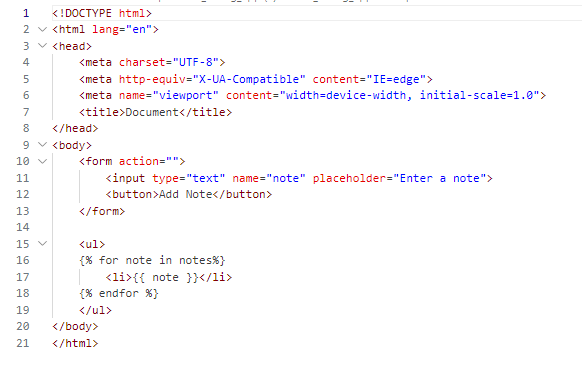 1 <!DOCTYPE html>
2 <html lang="en">
3 <head>
4 <meta charset="UTF-8">
5 <meta http-equiv="X-UA-Compatible" content="IE=edge">
6 <meta name="viewport" content="width=device-width, initial-scale=1.0">
7 <title>Document</title>
8 </head>
9 <body>
10 <form action="">
11 <input type="text" name="note" placeholder="Enter a note">
12 <button>Add Note</button>
13 </form>
14
15 <ul>
16 {% for note in notes%}
17 <li>{{ note }}</li>
18 {% endfor %}
19 </ul>
20 </body>
21 </html>